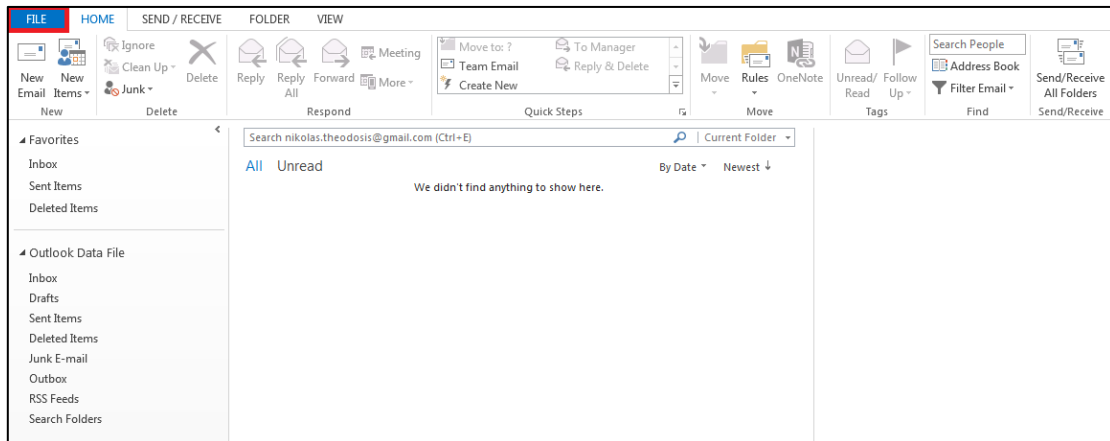 FILE HOME SEND / RECEIVE FOLDER VIEW
New Email
New Items
Ignore
Clean Up
Junk
Delete
Delete
New
Reply
Reply All
Forward
Meeting
More
Respond
Move to: ?
Team Email
Create New
To Manager
Reply & Delete
Quick Steps
Move
Rules
OneNote
Move
Unread/ Read
Follow Up
Tags
Search People
Address Book
Filter Email
Find
Send/Receive All Folders
Send/Receive
Favorites
Inbox
Sent Items
Deleted Items
Outlook Data File
Inbox
Drafts
Sent Items
Deleted Items
Junk E-mail
Outbox
RSS Feeds
Search Folders
Search nikolas.theodosis@gmail.com (Ctrl+E) Current Folder
All Unread By Date Newest ↓
We didn't find anything to show here.